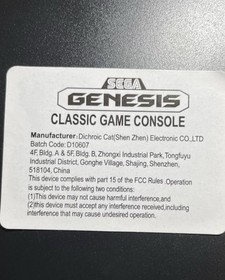 SEGA
GENESIS
CLASSIC GAME CONSOLE
Manufacturer: Dichroic Cat(Shen Zhen) Electronic CO.,LTD
Batch Code: D10607
4F, Bldg. A & 5F, Bldg. B, Zhongxi Industrial Park, Tongfuyu
Industrial District, Gonghe Village, Shajing, Shenzhen,
518104, China
This device complies with part 15 of the FCC Rules .Operation
is subject to the following two conditions:
(1)This device may not cause harmful interference,and
(2)this device must accept any interference received,including
interference that may cause undesired operation.